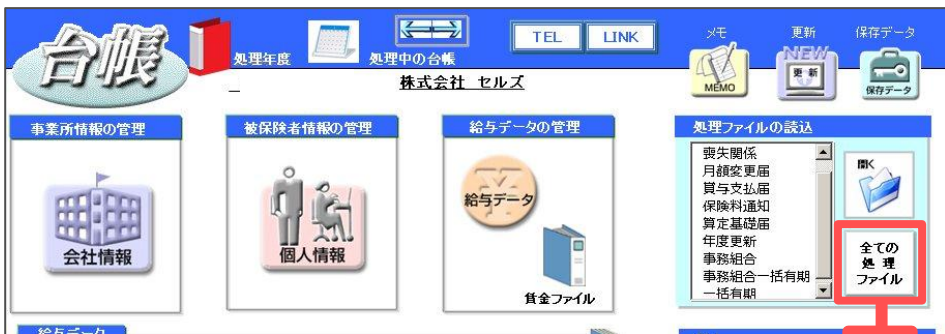 台帳
処理年度
処理中の台帳
TEL
LINK
メモ
更新
保存データ
MEMO
NEW
更新
保存データ
株式会社 セルズ
事業所情報の管理
被保険者情報の管理
給与データの管理
処理ファイルの読込
会社情報
個人情報
給与データ
賃金ファイル
喪失関係
月額変更届
賞与支払届
保険料通知
算定基礎届
年度更新
事務組合
事務組合一括有期
一括有期
開く
全ての
処 理
ファイル
給与データ